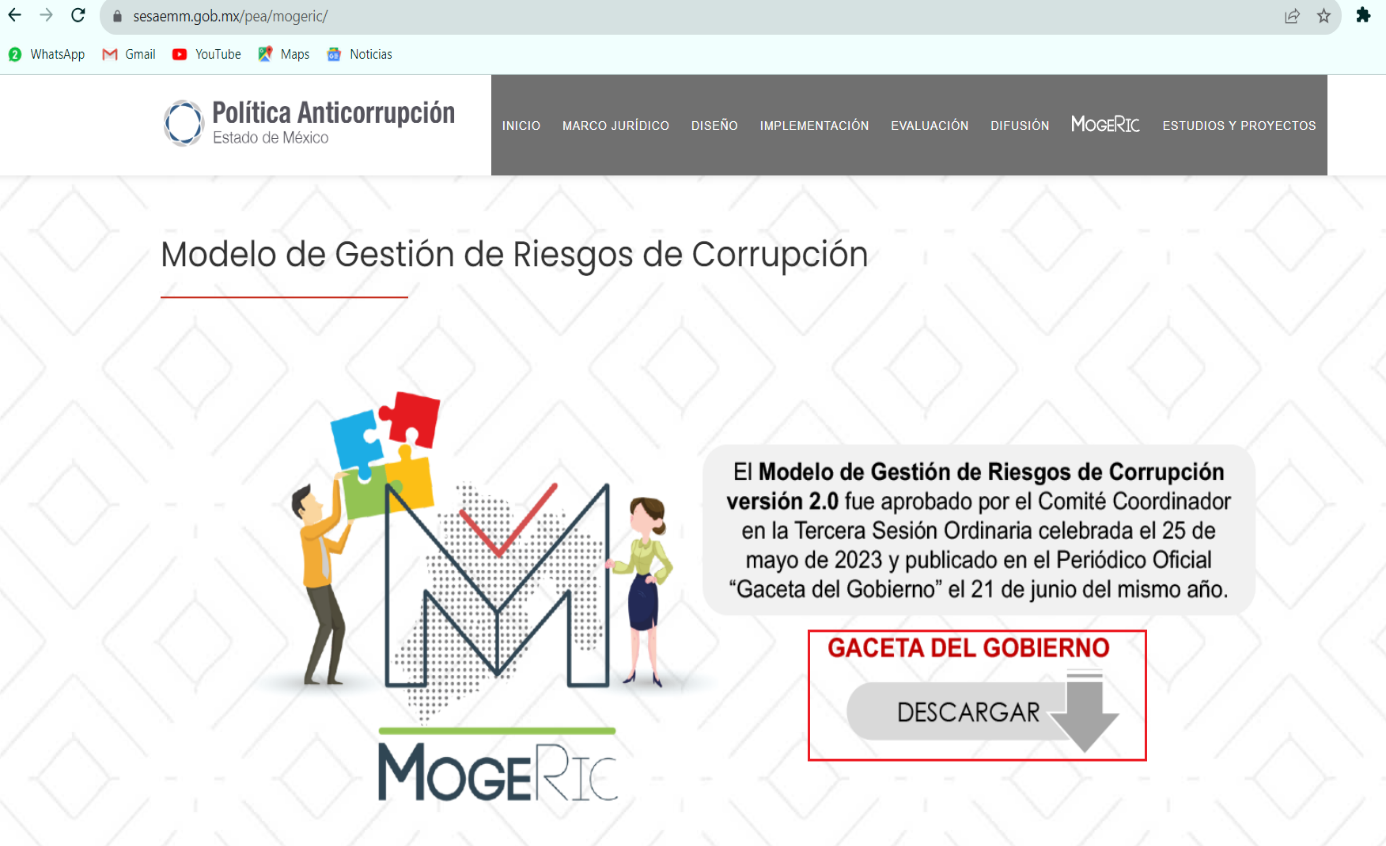 sesaemm.gob.mx/pea/mogeric/
2 WhatsApp Gmail YouTube Maps Noticias
Política Anticorrupción
Estado de México
INICIO MARCO JURÍDICO DISEÑO IMPLEMENTACIÓN EVALUACIÓN DIFUSIÓN MOGERIC ESTUDIOS Y PROYECTOS
Modelo de Gestión de Riesgos de Corrupción
El Modelo de Gestión de Riesgos de Corrupción
versión 2.0 fue aprobado por el Comité Coordinador
en la Tercera Sesión Ordinaria celebrada el 25 de
mayo de 2023 y publicado en el Periódico Oficial
“Gaceta del Gobierno” el 21 de junio del mismo año.
GACETA DEL GOBIERNO
DESCARGAR
MOGERIC